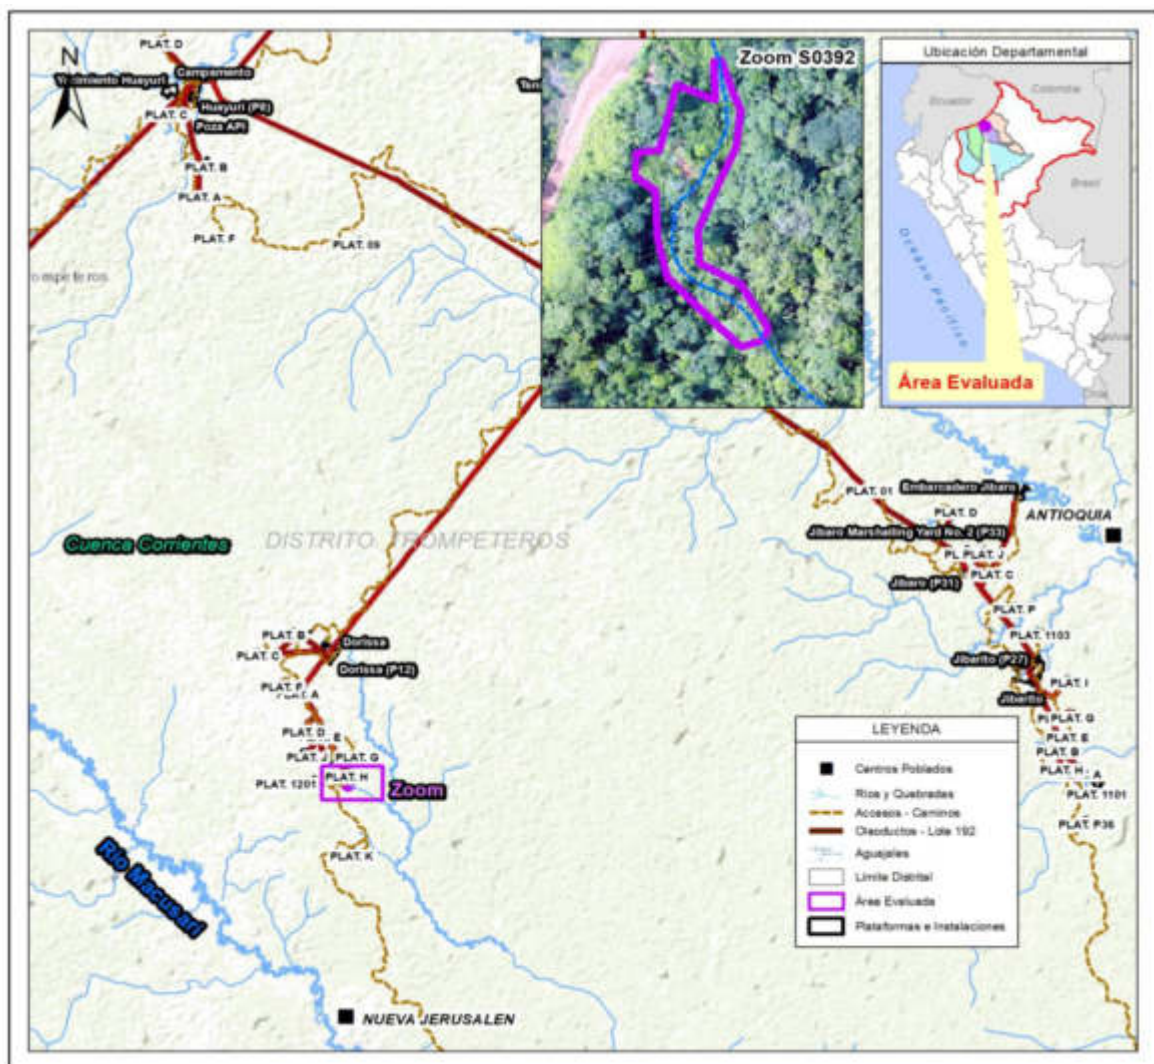 N
PLAT. D
Campamento
Yacimiento Huayuri
PLAT. C
Huayuri (P8)
Poza API
PLAT. B
PLAT. A
PLAT. F
PLAT. 89
Zoom S0392
Ubicación Departamental
Ecuador
Colombia
Brasil
Océano Pacífico
Chile
Área Evaluada
PLAT. 01
Embarcadero Jibaro
PLAT. D
ANTIOQUIA
Jibaro Marshalling Yard No. 2 (P33)
PLAT. J
Jibaro (P31)
PLAT. C
PLAT. P
PLAT. 1103
Jiberito (P27)
PLAT. I
Jiberito
PLAT. G
PLAT. E
PLAT. B
PLAT. H
A
PLAT. 1101
PLAT. P36
Cuenca Corrientes
DISTRITO TROMPETEROS
PLAT. B
Dorissa
PLAT. C
Dorissa (P12)
PLAT. F
PLAT. D
E
PLAT. J
PLAT. G
PLAT. H
PLAT. 1201
Zoom
PLAT. K
Río Macusari
NUEVA JERUSALEN
LEYENDA
Centros Poblados
Ríos y Quebradas
Accesos - Caminos
Oleoductos - Lote 192
Aguajales
Límite Distrital
Área Evaluada
Plataformas e Instalaciones